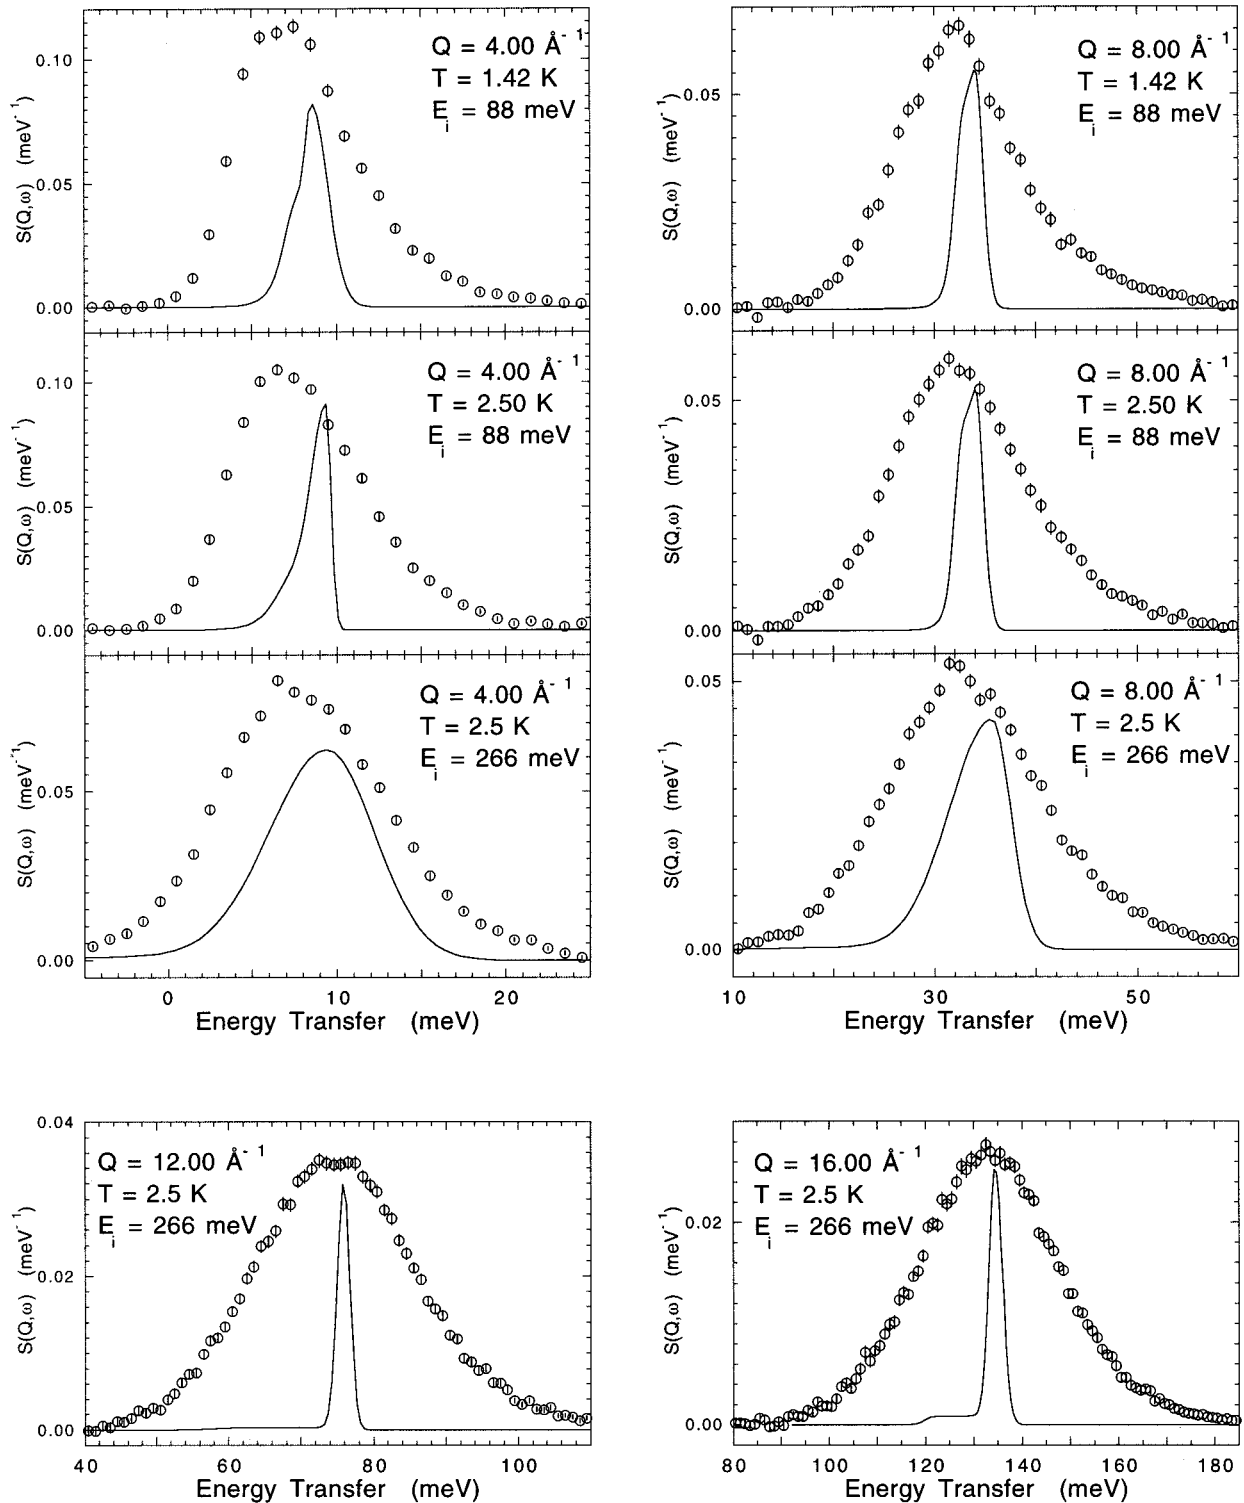 Q = 4.00 Å⁻¹
T = 1.42 K
Eᵢ = 88 meV
S(Q,ω) (meV⁻¹)
0.10
0.05
0.00
Q = 8.00 Å⁻¹
T = 1.42 K
Eᵢ = 88 meV
S(Q,ω) (meV⁻¹)
0.05
0.00
Q = 4.00 Å⁻¹
T = 2.50 K
Eᵢ = 88 meV
S(Q,ω) (meV⁻¹)
0.10
0.05
0.00
Q = 8.00 Å⁻¹
T = 2.50 K
Eᵢ = 88 meV
S(Q,ω) (meV⁻¹)
0.05
0.00
Q = 4.00 Å⁻¹
T = 2.5 K
Eᵢ = 266 meV
S(Q,ω) (meV⁻¹)
0.05
0.00
0 10 20
Energy Transfer (meV)
Q = 8.00 Å⁻¹
T = 2.5 K
Eᵢ = 266 meV
S(Q,ω) (meV⁻¹)
0.05
0.00
10 30 50
Energy Transfer (meV)
Q = 12.00 Å⁻¹
T = 2.5 K
Eᵢ = 266 meV
S(Q,ω) (meV⁻¹)
0.04
0.02
0.00
40 60 80 100
Energy Transfer (meV)
Q = 16.00 Å⁻¹
T = 2.5 K
Eᵢ = 266 meV
S(Q,ω) (meV⁻¹)
0.02
0.00
80 100 120 140 160 180
Energy Transfer (meV)